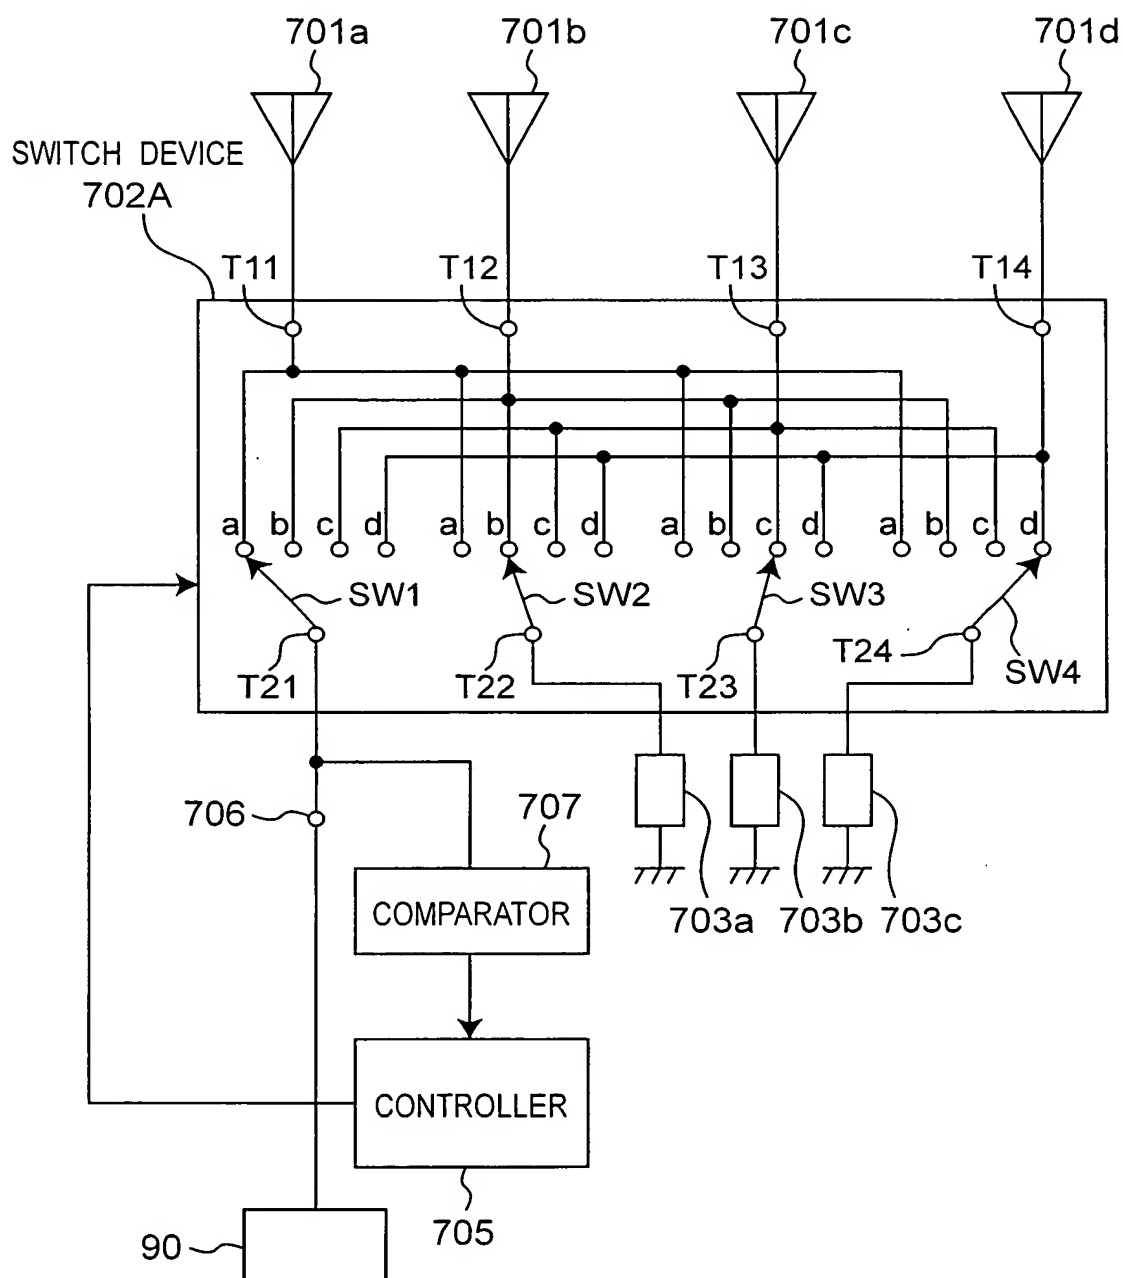 701a 701b 701c 701d
SWITCH DEVICE
702A
T11 T12 T13 T14
a b c d a b c d a b c d a b c d
SW1 SW2 SW3
T21 T22 T23 T24 SW4
706 707
COMPARATOR
703a 703b 703c
CONTROLLER
705
90